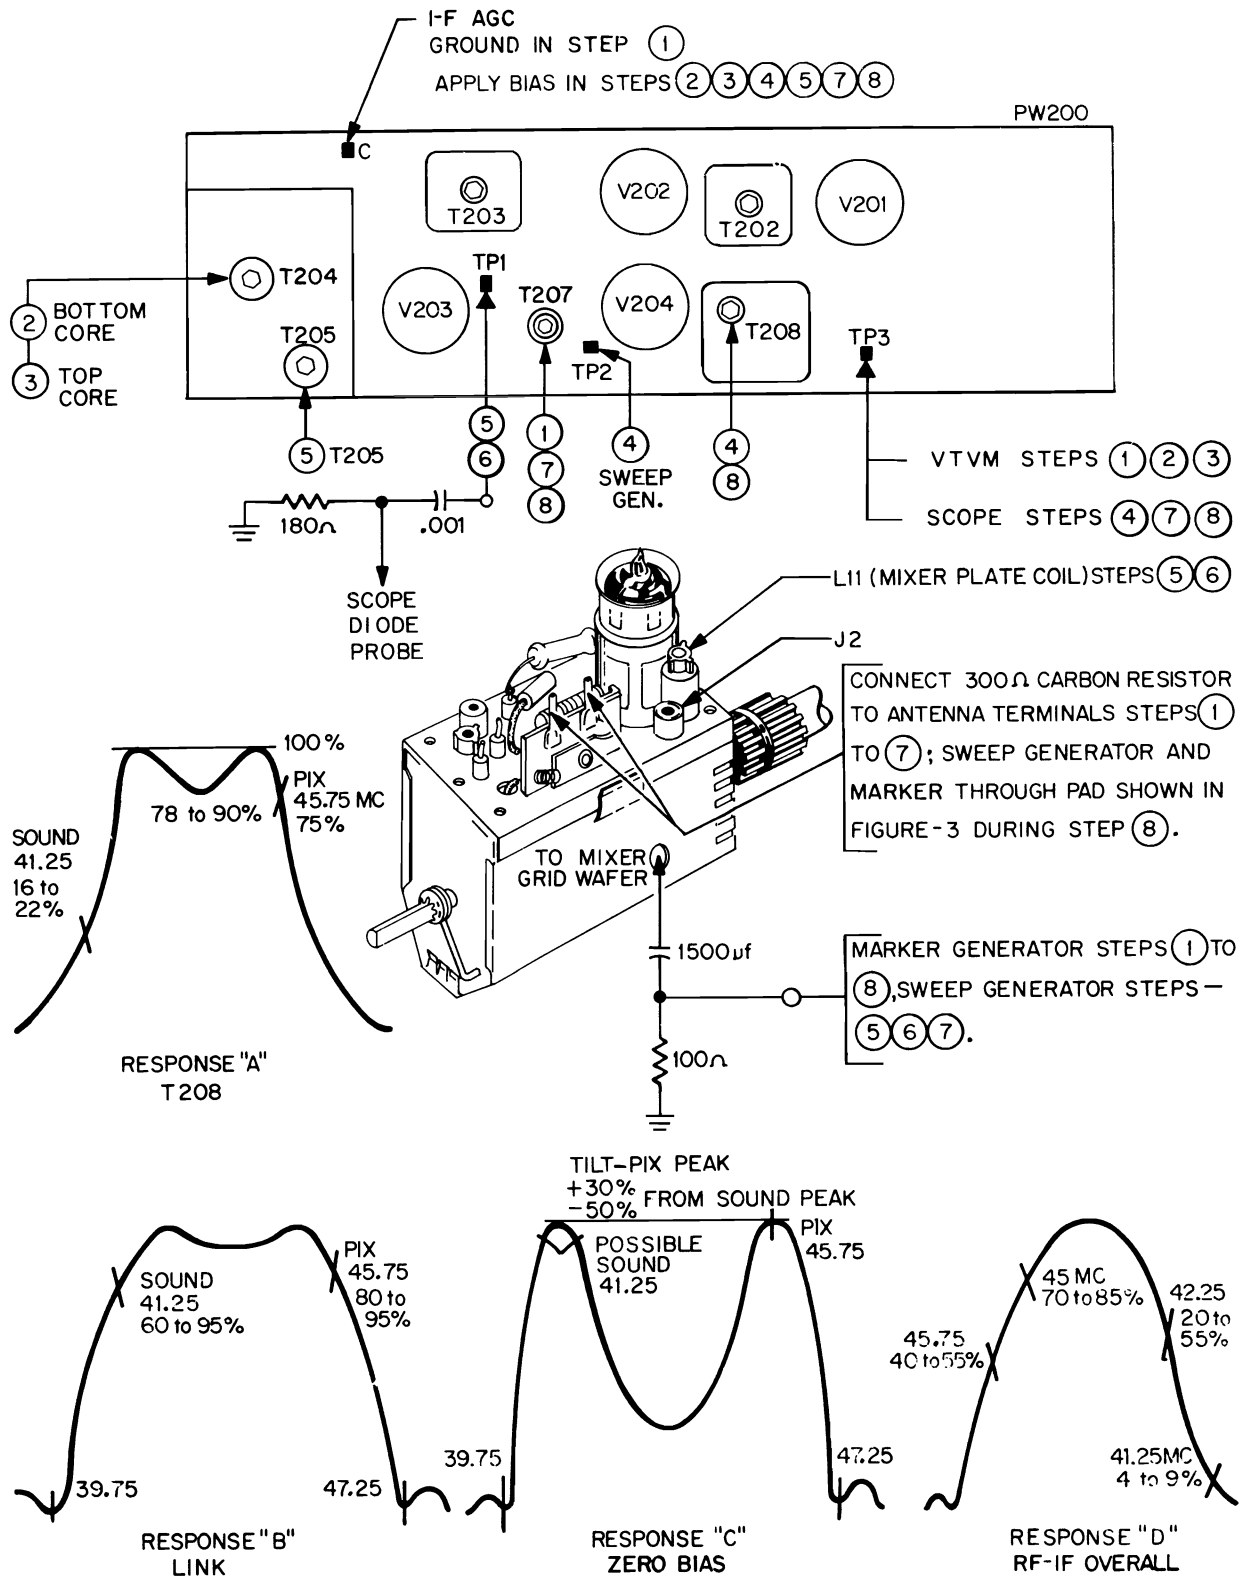 I-F AGC
GROUND IN STEP 1
APPLY BIAS IN STEPS 2 3 4 5 7 8
PW200
C
T203
V202
T202
V201
T204
TP1
T207
V203
V204
T208
TP3
TP2
T205
2 BOTTOM
CORE
3 TOP
CORE
5 T205
5
6
1
7
8
4
SWEEP
GEN.
4
8
VTVM STEPS 1 2 3
SCOPE STEPS 4 7 8
180Ω
.001
SCOPE
DIODE
PROBE
L11 (MIXER PLATE COIL) STEPS 5 6
J2
CONNECT 300Ω CARBON RESISTOR
TO ANTENNA TERMINALS STEPS 1
TO 7; SWEEP GENERATOR AND
MARKER THROUGH PAD SHOWN IN
FIGURE-3 DURING STEP 8.
TO MIXER
GRID WAFER
1500µf
MARKER GENERATOR STEPS 1 TO
8, SWEEP GENERATOR STEPS —
5 6 7.
100Ω
100%
78 to 90%
PIX
45.75 MC
75%
SOUND
41.25
16 to
22%
RESPONSE "A"
T208
TILT-PIX PEAK
+30%
-50% FROM SOUND PEAK
SOUND
41.25
60 to 95%
PIX
45.75
80 to
95%
39.75
47.25
RESPONSE "B"
LINK
POSSIBLE
SOUND
41.25
PIX
45.75
39.75
47.25
RESPONSE "C"
ZERO BIAS
45 MC
70 to 85%
42.25
20 to
55%
45.75
40 to 55%
41.25MC
4 to 9%
RESPONSE "D"
RF-IF OVERALL